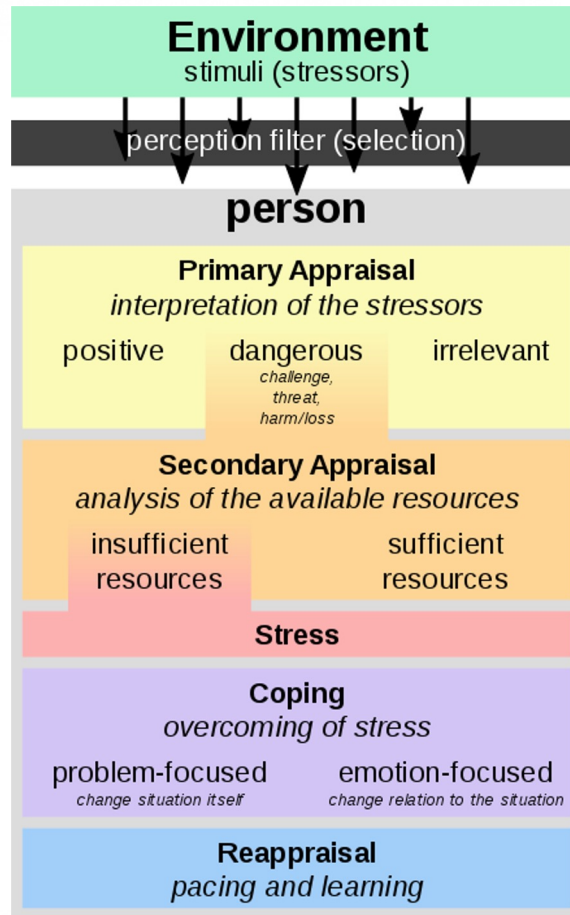 Environment
stimuli (stressors)
perception filter (selection)
person
Primary Appraisal
interpretation of the stressors
positive dangerous irrelevant
challenge,
threat,
harm/loss
Secondary Appraisal
analysis of the available resources
insufficient sufficient
resources resources
Stress
Coping
overcoming of stress
problem-focused emotion-focused
change situation itself change relation to the situation
Reappraisal
pacing and learning